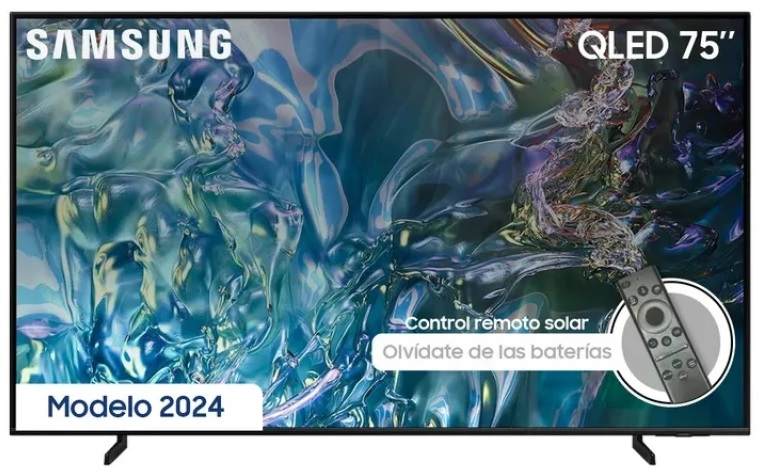 SAMSUNG
QLED 75’’
Control remoto solar
Olvídate de las baterías
Modelo 2024